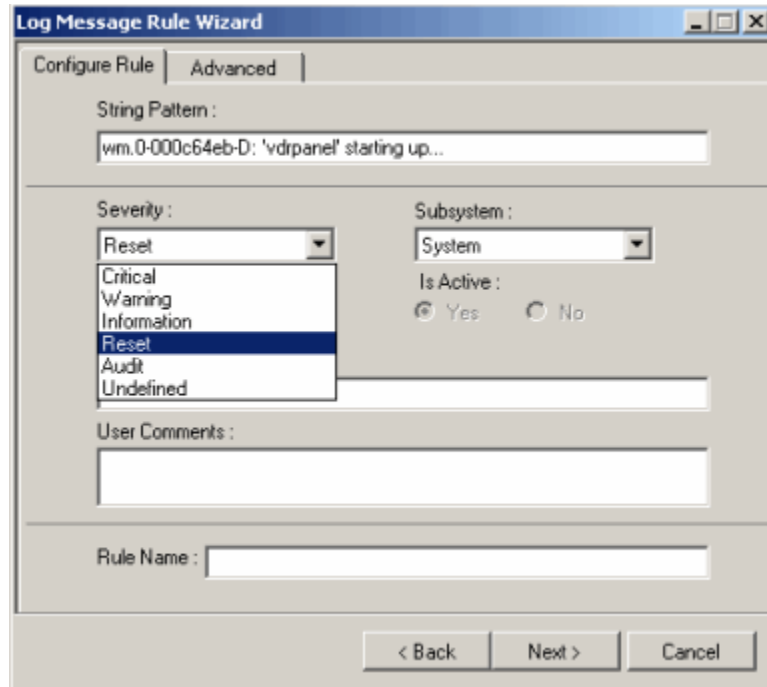 Log Message Rule Wizard
Configure Rule
Advanced
String Pattern :
wm.0-000c64eb-D: 'vdrpanel' starting up...
Severity :
Subsystem :
Reset
System
Critical
Warning
Information
Reset
Audit
Undefined
Is Active :
Yes
No
User Comments :
Rule Name :
< Back
Next >
Cancel